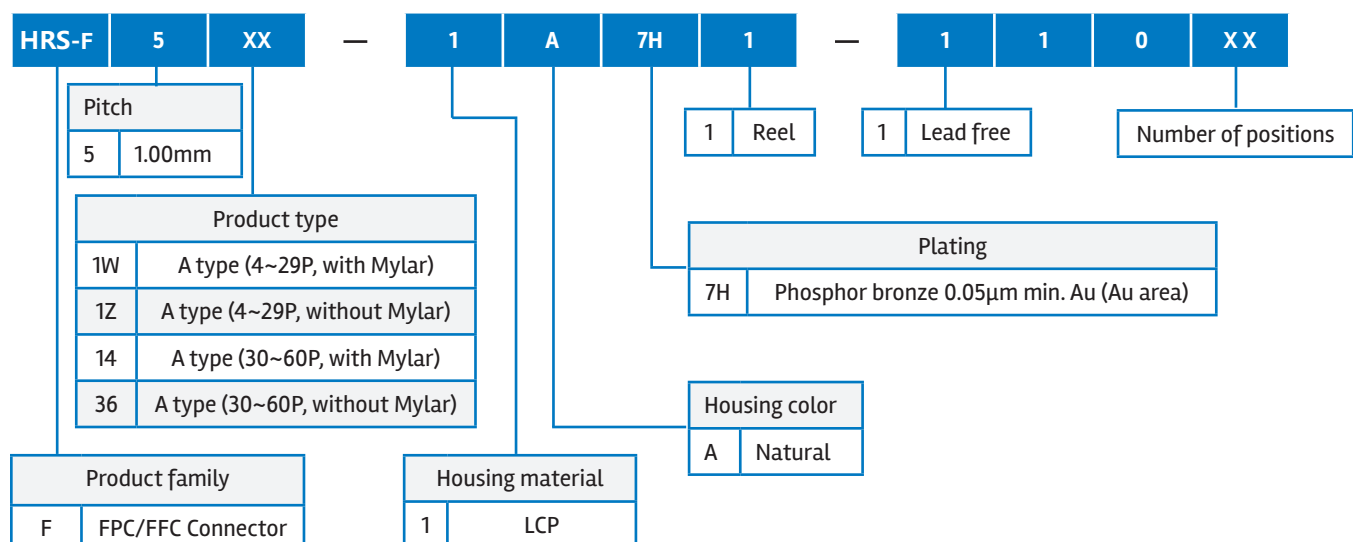 HRS-F 5 XX — 1 A 7H 1 — 1 1 0 X X
Pitch
5 1.00mm
1 Reel
1 Lead free
Number of positions
Product type
1W A type (4~29P, with Mylar)
1Z A type (4~29P, without Mylar)
14 A type (30~60P, with Mylar)
36 A type (30~60P, without Mylar)
Plating
7H Phosphor bronze 0.05µm min. Au (Au area)
Housing color
A Natural
Product family
F FPC/FFC Connector
Housing material
1 LCP